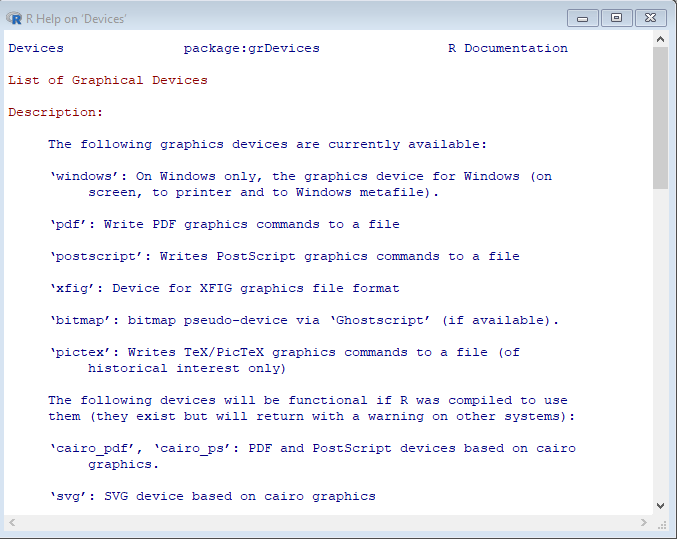 R Help on 'Devices'
Devices package:grDevices R Documentation
List of Graphical Devices
Description:
The following graphics devices are currently available:
‘windows’: On Windows only, the graphics device for Windows (on
screen, to printer and to Windows metafile).
‘pdf’: Write PDF graphics commands to a file
‘postscript’: Writes PostScript graphics commands to a file
‘xfig’: Device for XFIG graphics file format
‘bitmap’: bitmap pseudo-device via ‘Ghostscript’ (if available).
‘pictex’: Writes TeX/PicTeX graphics commands to a file (of
historical interest only)
The following devices will be functional if R was compiled to use
them (they exist but will return with a warning on other systems):
‘cairo_pdf’, ‘cairo_ps’: PDF and PostScript devices based on cairo
graphics.
‘svg’: SVG device based on cairo graphics